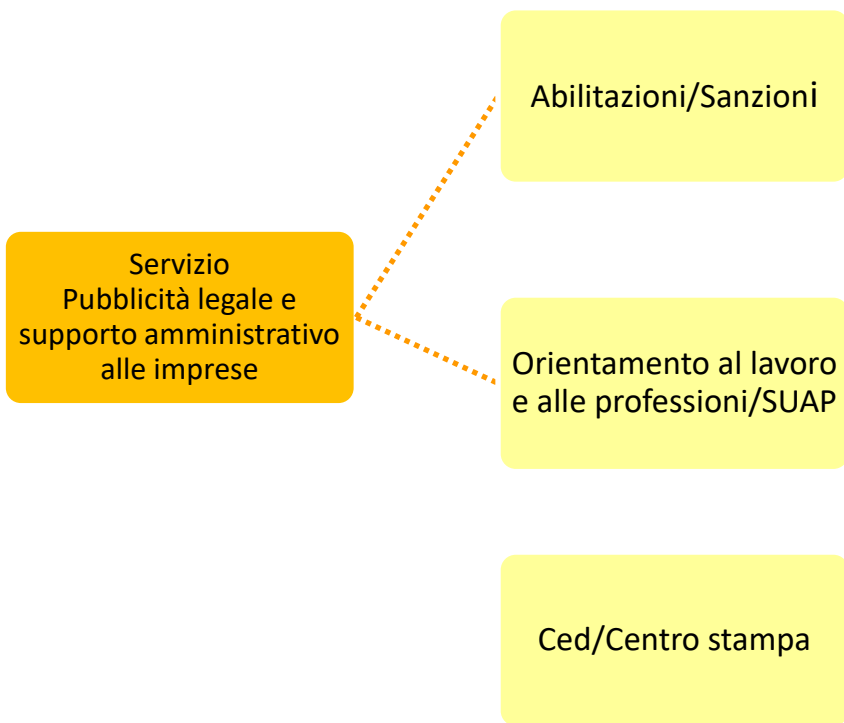 Abilitazioni/Sanzioni
Servizio
Pubblicità legale e
supporto amministrativo
alle imprese
Orientamento al lavoro
e alle professioni/SUAP
Ced/Centro stampa